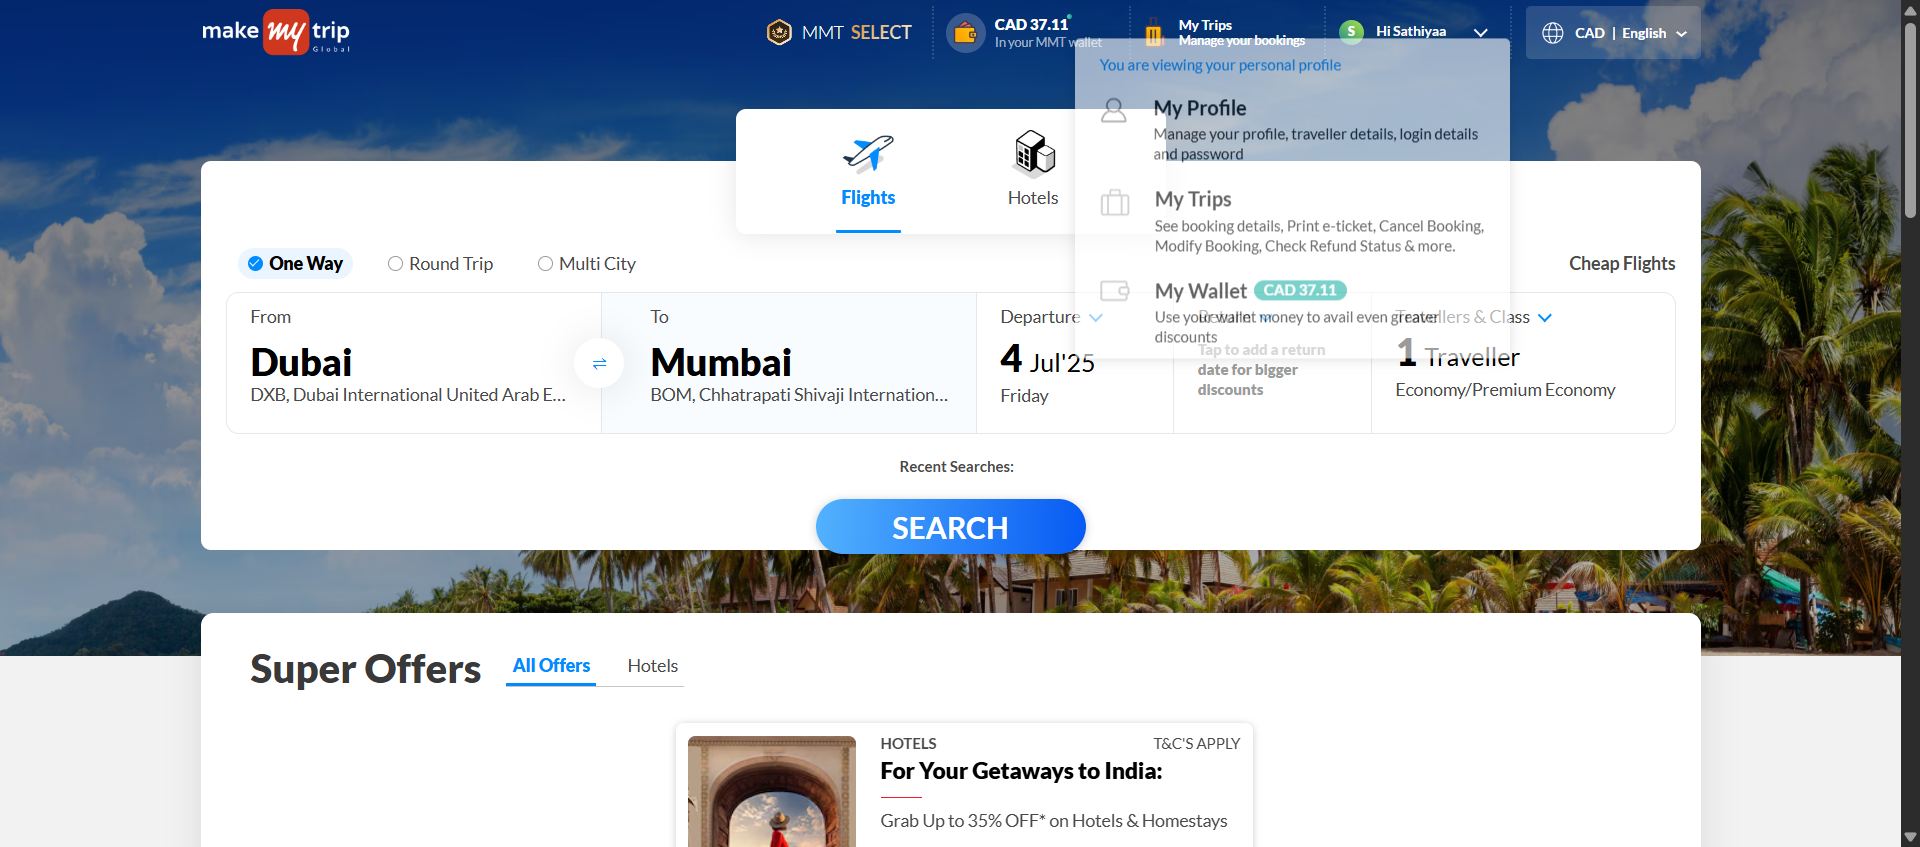 make my trip
Global
MMT SELECT
CAD 37.11
In your MMT wallet
My Trips
Manage your bookings
S
Hi Sathiyaa
CAD | English
You are viewing your personal profile
My Profile
Manage your profile, traveller details, login details
and password
My Trips
See booking details, Print e-ticket, Cancel Booking,
Modify Booking, Check Refund Status & more.
My Wallet CAD 37.11
Use your wallet money to avail even greater
discounts
Flights
Hotels
One Way
Round Trip
Multi City
Cheap Flights
From
Dubai
DXB, Dubai International United Arab E...
To
Mumbai
BOM, Chhatrapati Shivaji Internation...
Departure
4 Jul'25
Friday
Return
Tap to add a return
date for bigger
discounts
Travellers & Class
1 Traveller
Economy/Premium Economy
Recent Searches:
SEARCH
Super Offers
All Offers
Hotels
HOTELS
T&C'S APPLY
For Your Getaways to India:
Grab Up to 35% OFF* on Hotels & Homestays